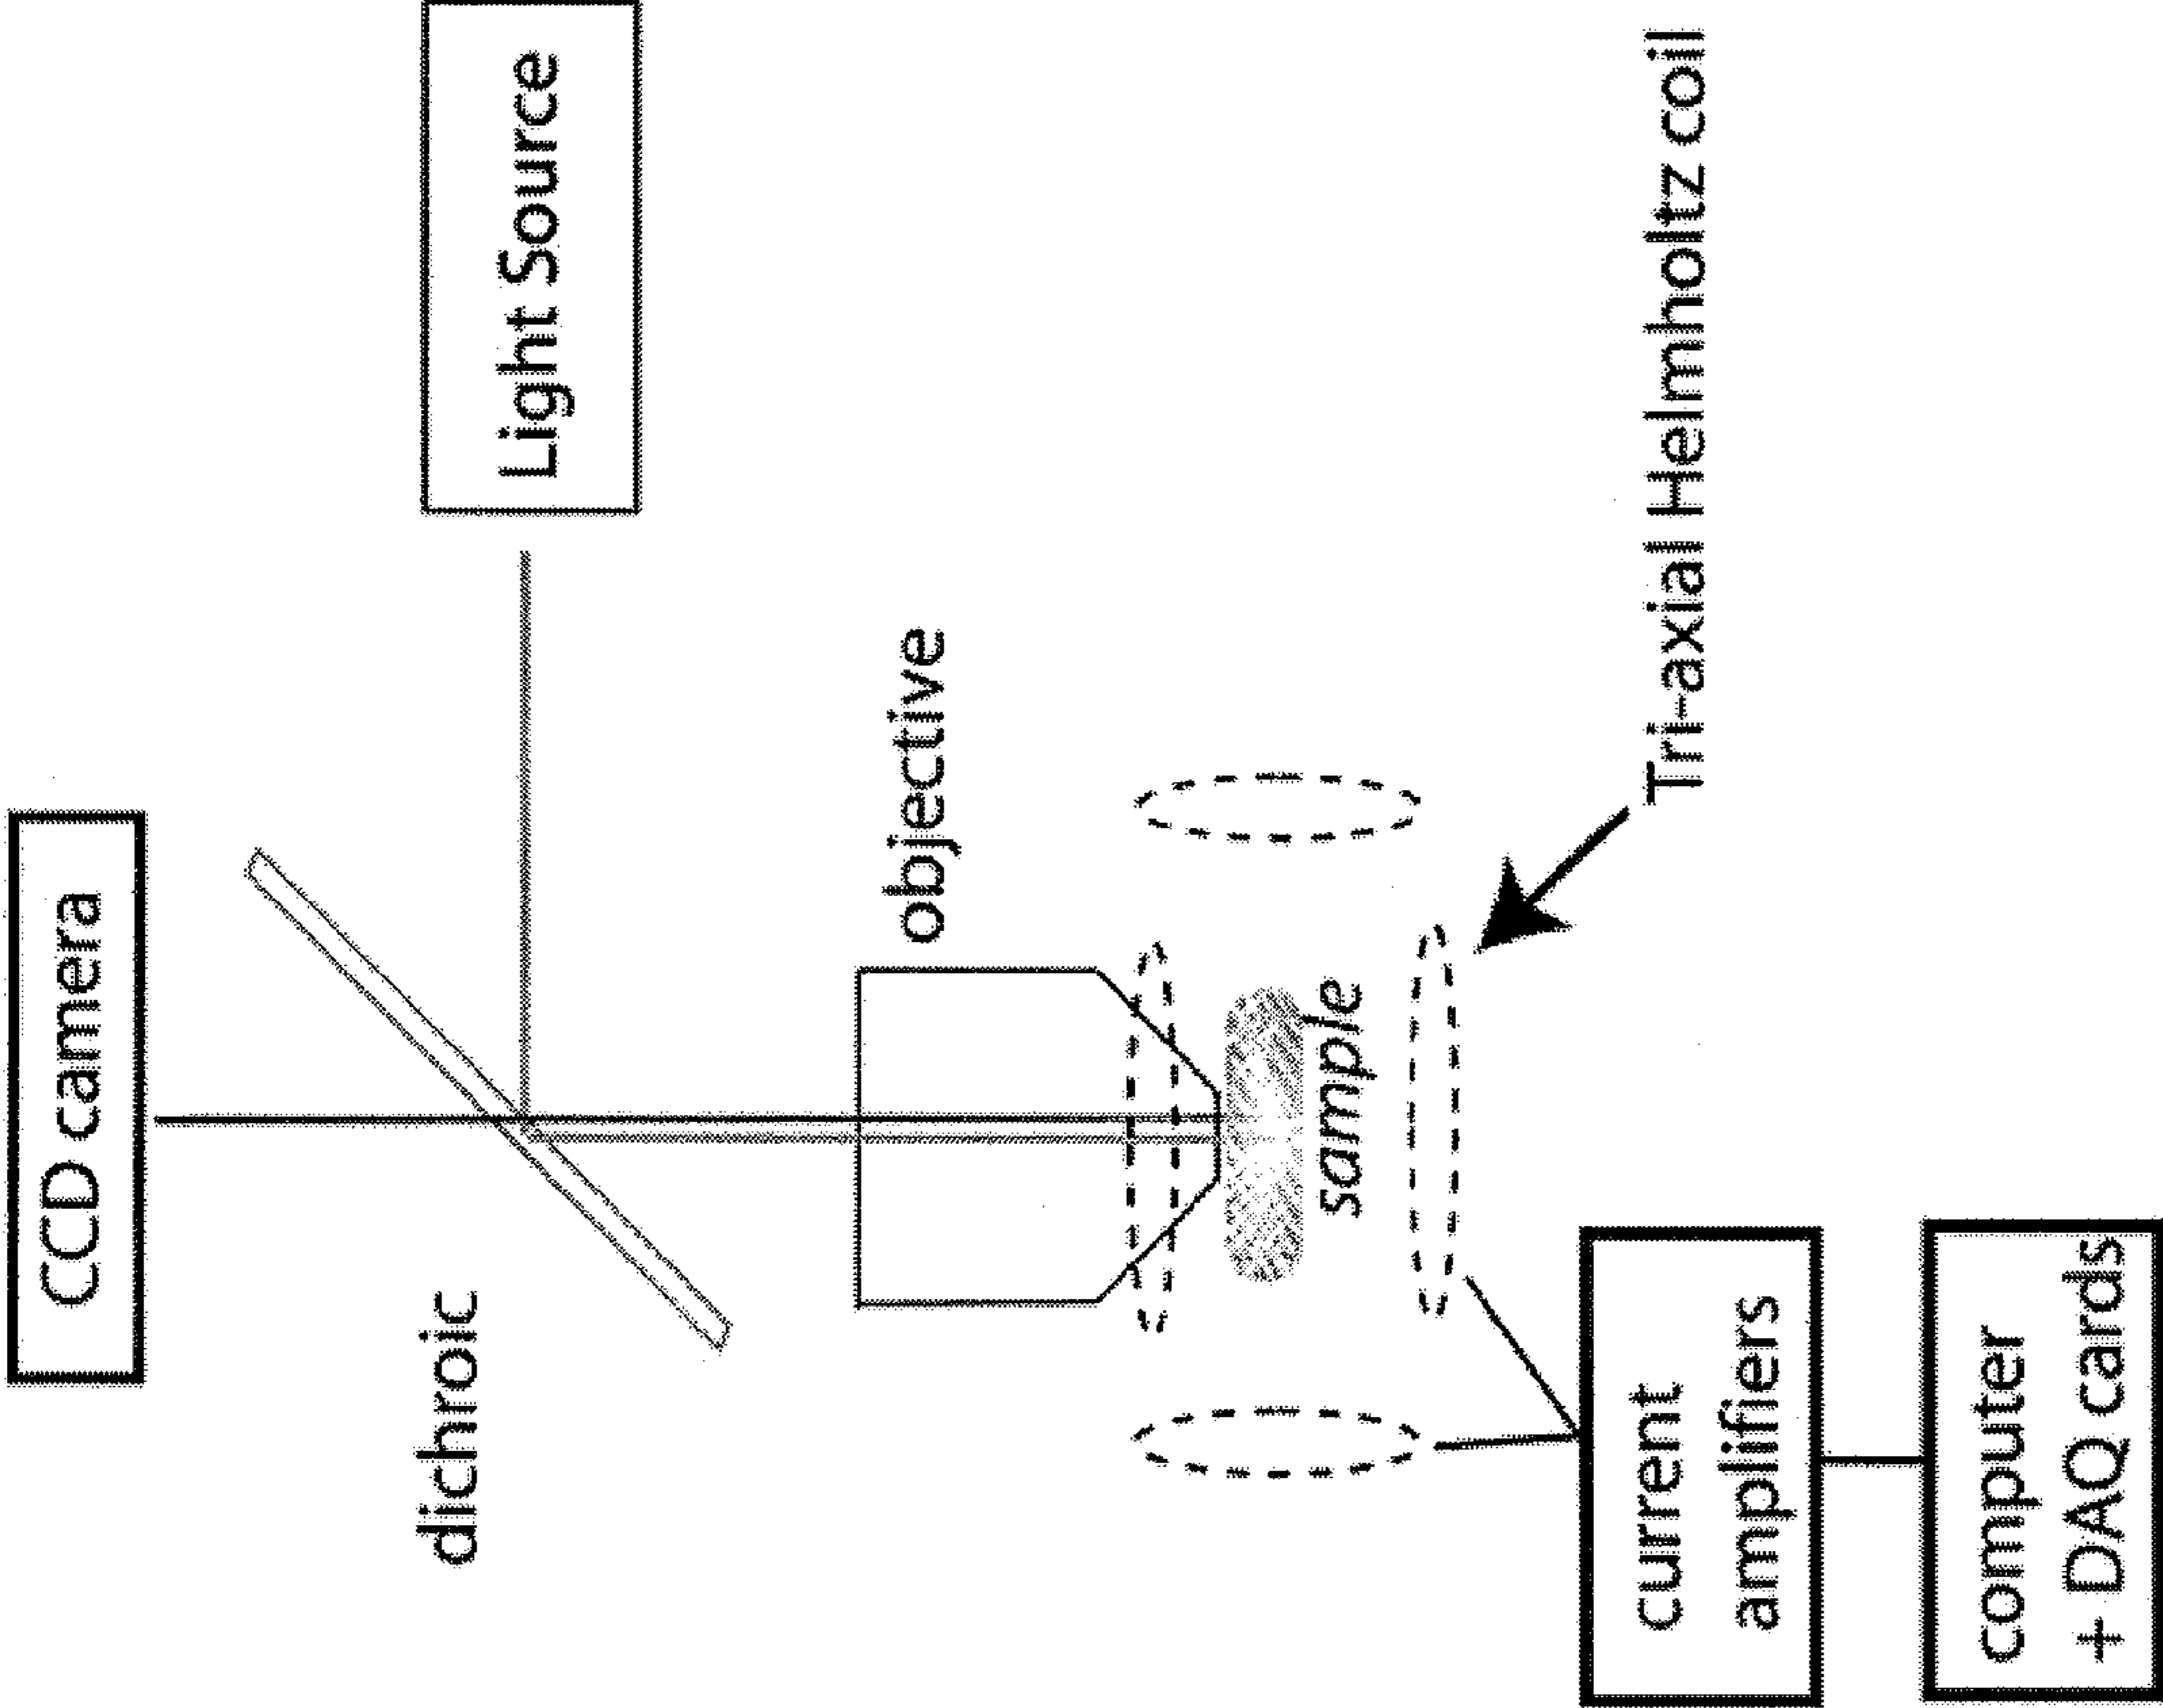 CCD camera
Light Source
dichroic
objective
sample
Tri-axial Helmholtz coil
current
amplifiers
computer
+ DAQ cards